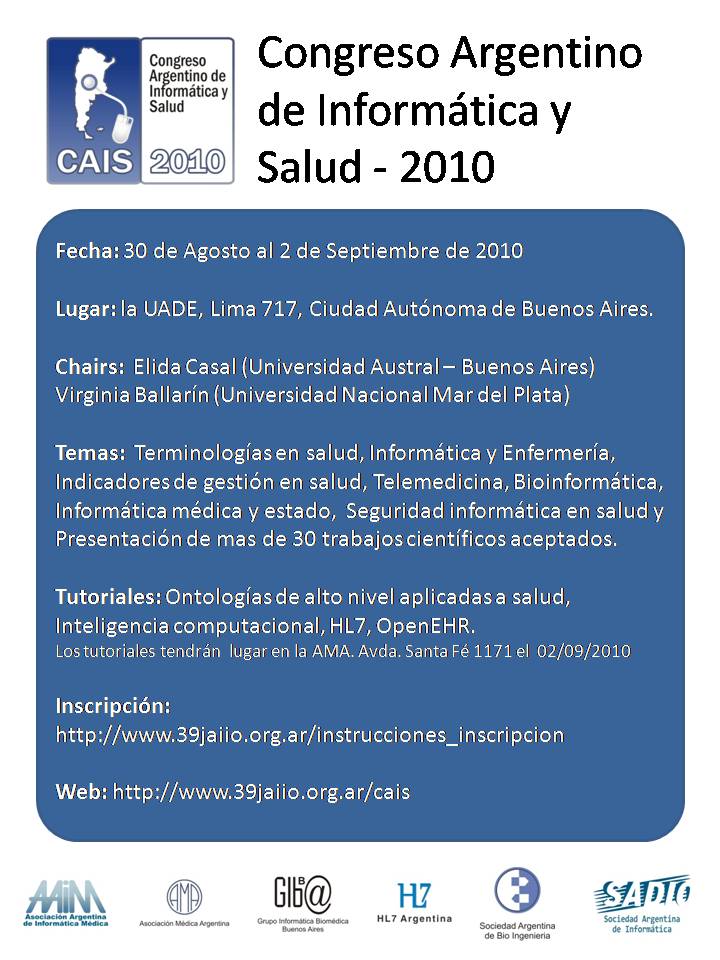 Congreso
Argentino de
Informática y
Salud
CAIS 2010
Congreso Argentino
de Informática y
Salud - 2010
Fecha: 30 de Agosto al 2 de Septiembre de 2010
Lugar: la UADE, Lima 717, Ciudad Autónoma de Buenos Aires.
Chairs: Elida Casal (Universidad Austral – Buenos Aires)
Virginia Ballarín (Universidad Nacional Mar del Plata)
Temas: Terminologías en salud, Informática y Enfermería,
Indicadores de gestión en salud, Telemedicina, Bioinformática,
Informática médica y estado, Seguridad informática en salud y
Presentación de mas de 30 trabajos científicos aceptados.
Tutoriales: Ontologías de alto nivel aplicadas a salud,
Inteligencia computacional, HL7, OpenEHR.
Los tutoriales tendrán lugar en la AMA. Avda. Santa Fé 1171 el 02/09/2010
Inscripción:
http://www.39jaiio.org.ar/instrucciones_inscripcion
Web: http://www.39jaiio.org.ar/cais
AAIM
Asociación Argentina
de Informática Médica
AMA
Asociación Médica Argentina
GIBB@
Grupo Informática Biomédica
Buenos Aires
HL7
HL7 Argentina
Sociedad Argentina
de Bio Ingenieria
SADIO
Sociedad Argentina
de Informática